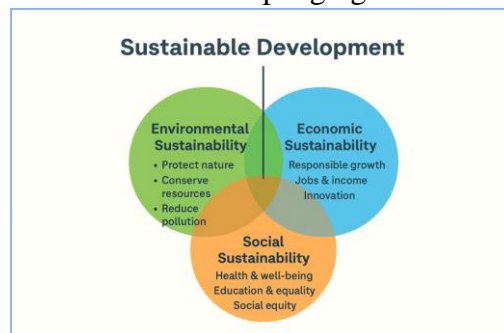 Sustainable Development
Environmental
Sustainability
• Protect nature
• Conserve
resources
• Reduce
pollution
Economic
Sustainability
Responsible growth
Jobs & income
Innovation
Social
Sustainability
Health & well-being
Education & equality
Social equity